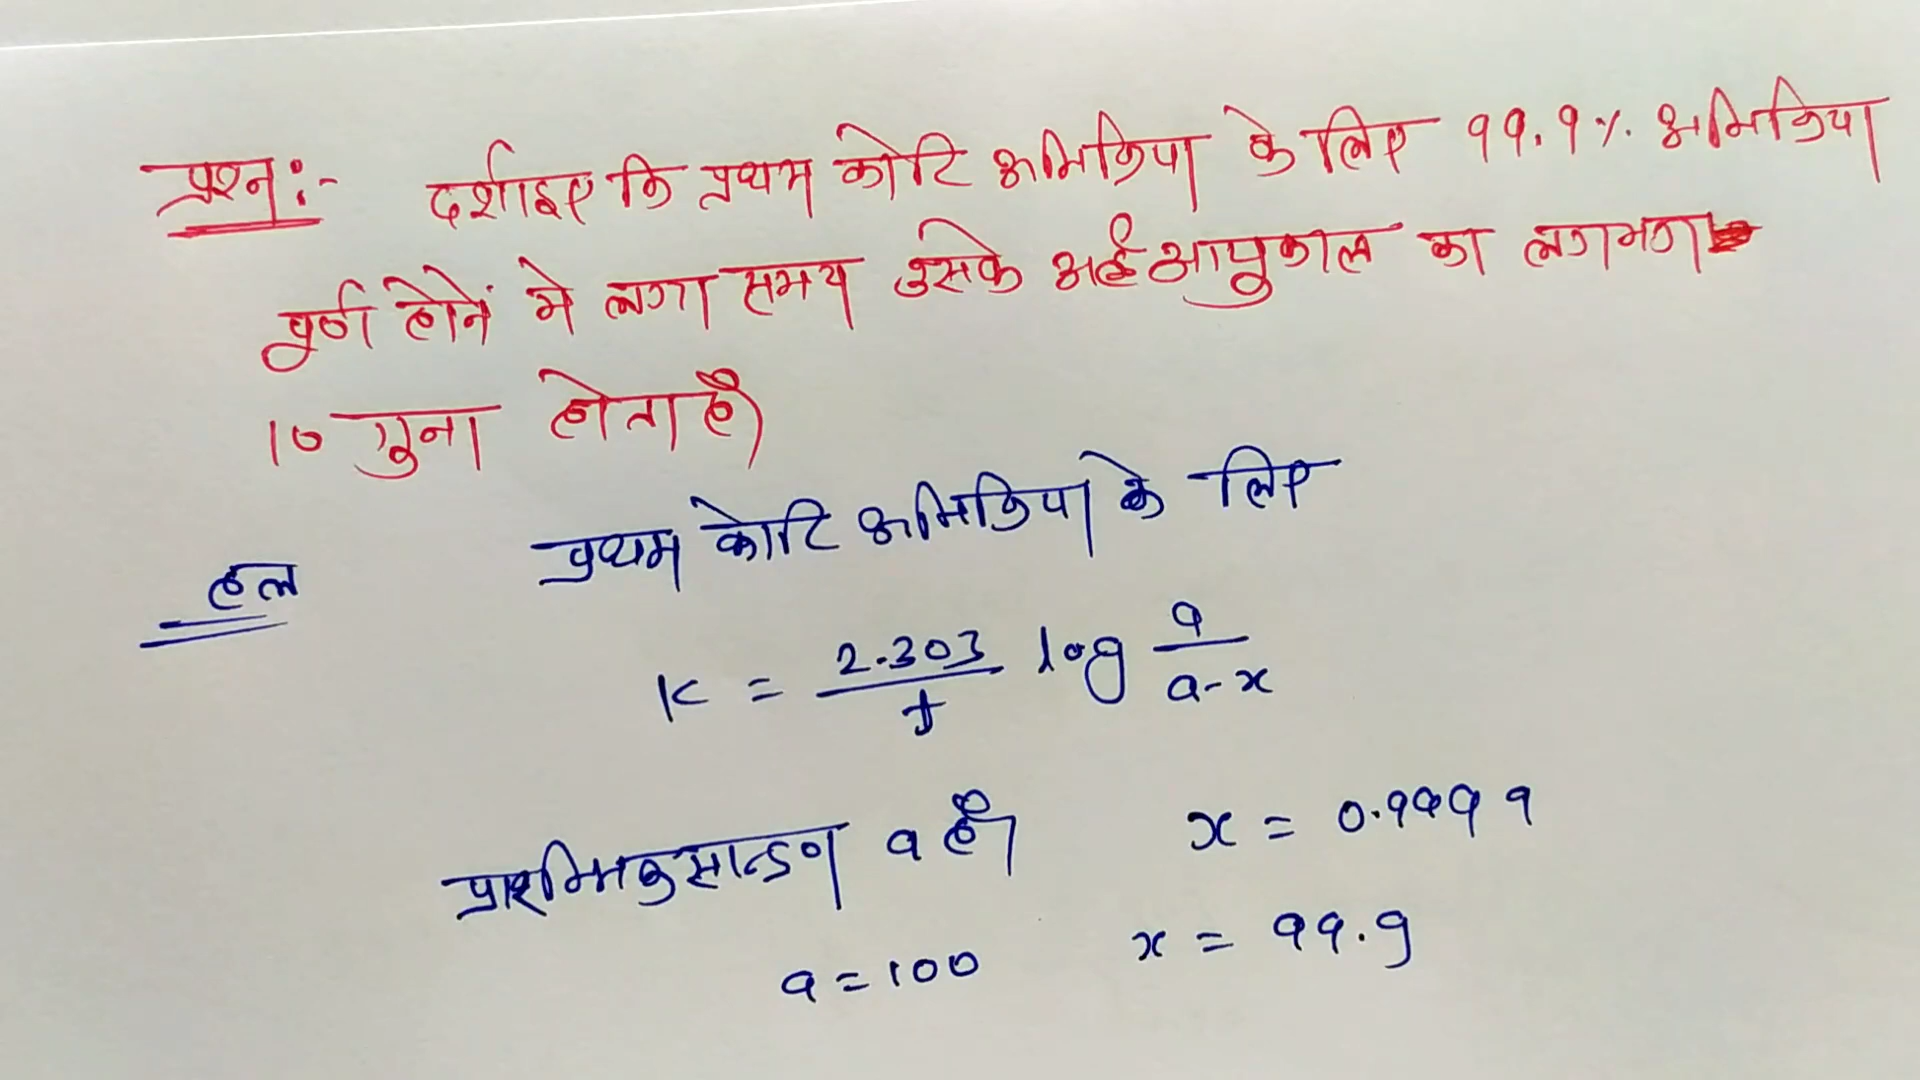 प्रश्न:- दर्शाइए कि प्रथम कोटि अभिक्रिया के लिए 99.9%. अभिक्रिया
पूर्ण होनें मे लगा समय उसके अर्द्धआयुकाल का लगभग
10 गुना होता है।
प्रथम कोटि अभिक्रिया के लिए
हल
K = 2.303/t log a/a-x
प्रारम्भिक सान्द्रण a है। x = 0.999 a
a = 100 x = 99.9